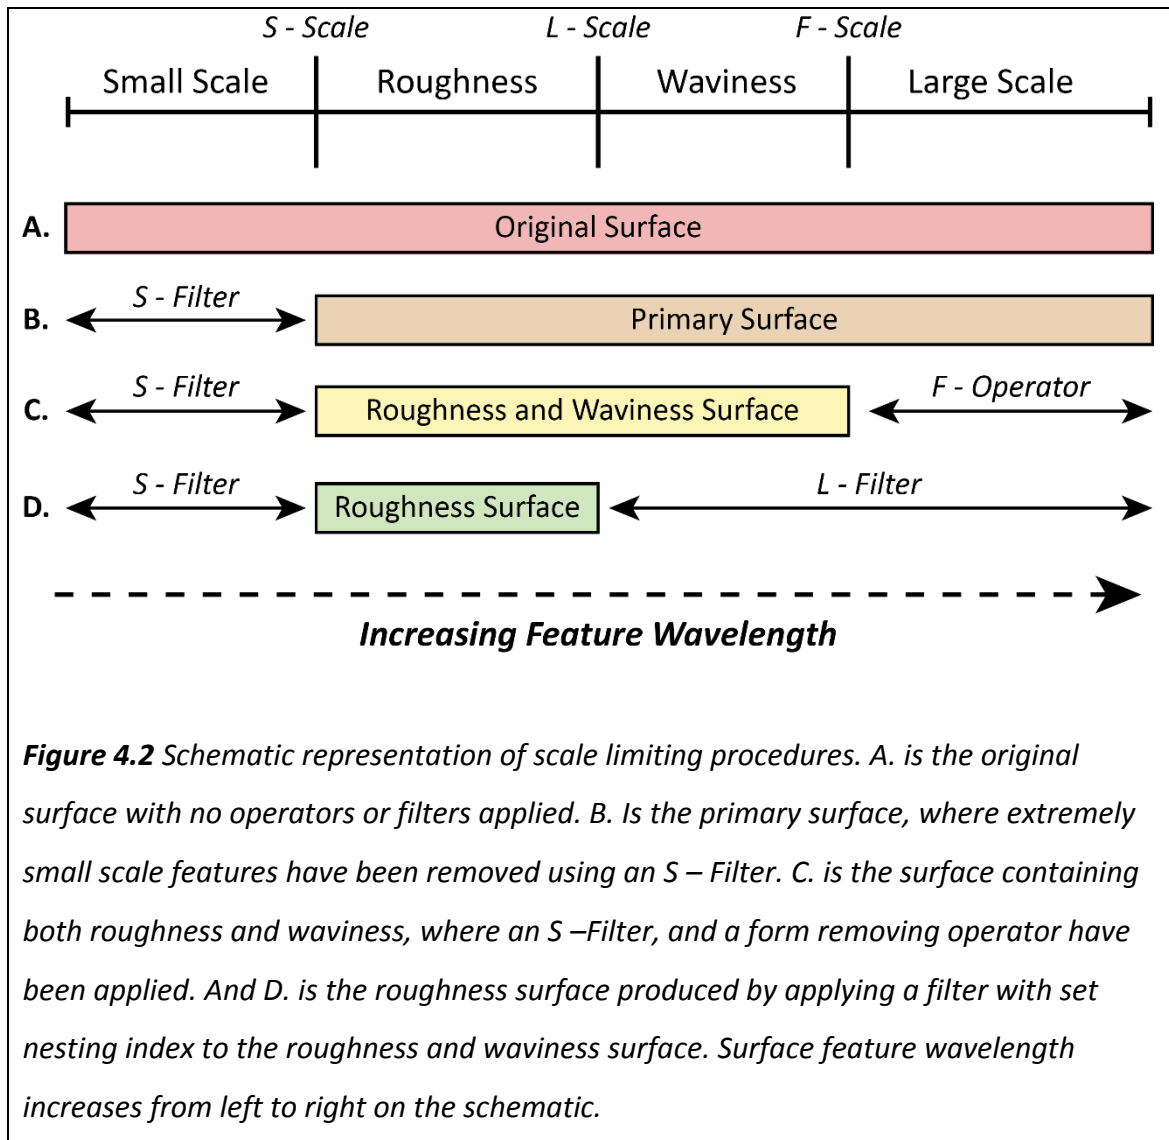 S - Scale L - Scale F - Scale
Small Scale Roughness Waviness Large Scale
A. Original Surface
S - Filter
B. Primary Surface
S - Filter F - Operator
C. Roughness and Waviness Surface
S - Filter L - Filter
D. Roughness Surface
Increasing Feature Wavelength
Figure 4.2 Schematic representation of scale limiting procedures. A. is the original
surface with no operators or filters applied. B. Is the primary surface, where extremely
small scale features have been removed using an S – Filter. C. is the surface containing
both roughness and waviness, where an S –Filter, and a form removing operator have
been applied. And D. is the roughness surface produced by applying a filter with set
nesting index to the roughness and waviness surface. Surface feature wavelength
increases from left to right on the schematic.